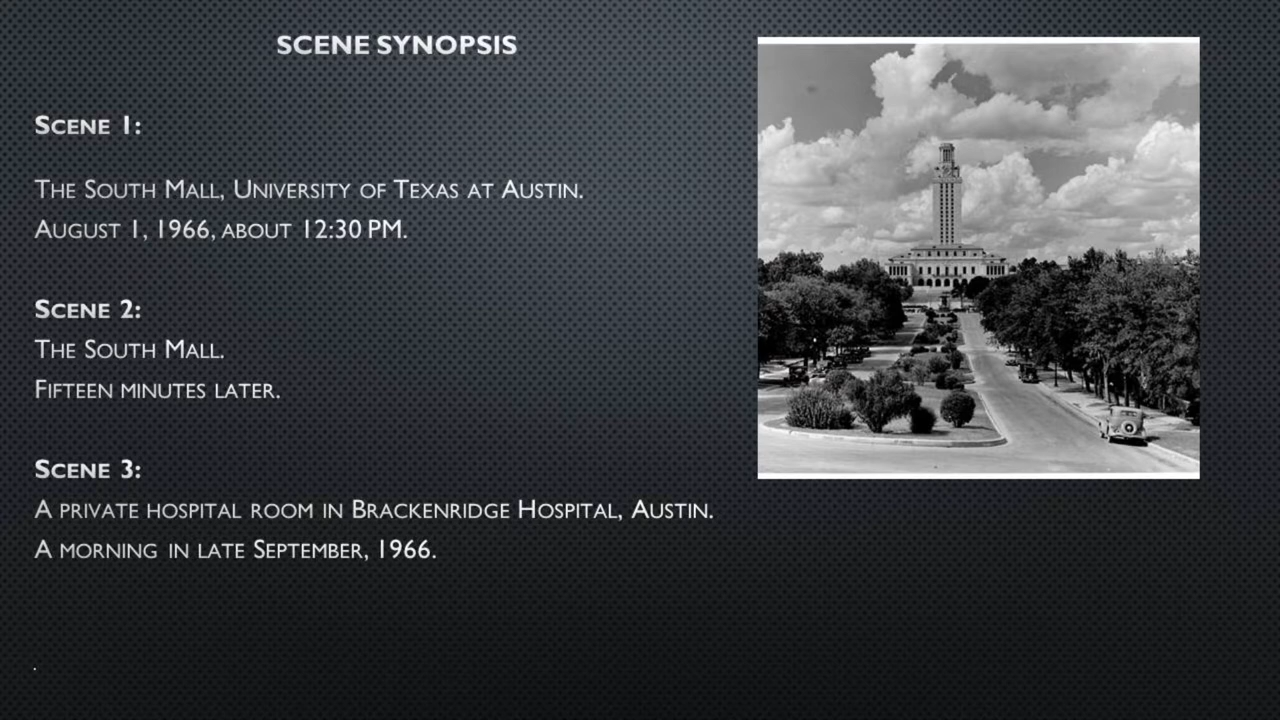 SCENE SYNOPSIS
SCENE 1:
THE SOUTH MALL, UNIVERSITY OF TEXAS AT AUSTIN.
AUGUST 1, 1966, ABOUT 12:30 PM.
SCENE 2:
THE SOUTH MALL.
FIFTEEN MINUTES LATER.
SCENE 3:
A PRIVATE HOSPITAL ROOM IN BRACKENRIDGE HOSPITAL, AUSTIN.
A MORNING IN LATE SEPTEMBER, 1966.
.